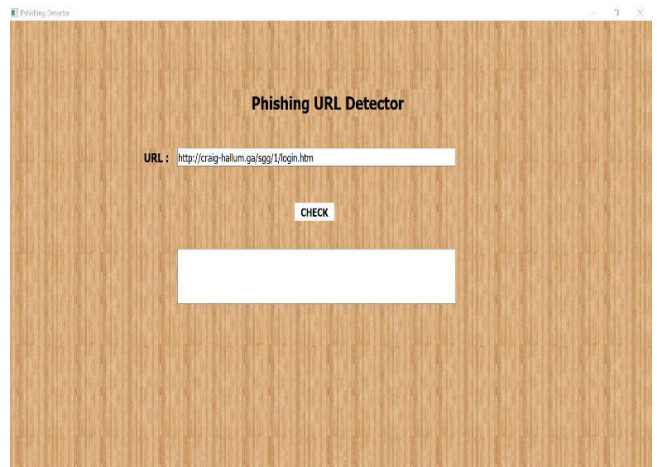 Phishing Detector
Phishing URL Detector
URL : http://craig-hallum.ga/sgg/1/login.htm
CHECK